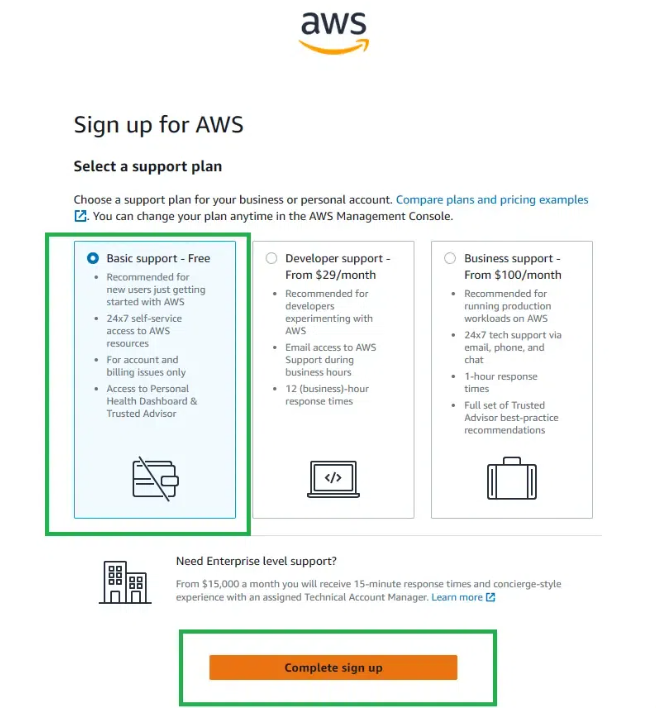 aws
Sign up for AWS
Select a support plan
Choose a support plan for your business or personal account. Compare plans and pricing examples
. You can change your plan anytime in the AWS Management Console.
Basic support - Free
Recommended for
new users just getting
started with AWS
24x7 self-service
access to AWS
resources
For account and
billing issues only
Access to Personal
Health Dashboard &
Trusted Advisor
Developer support -
From $29/month
Recommended for
developers
experimenting with
AWS
Email access to AWS
Support during
business hours
12 (business)-hour
response times
</>
Business support -
From $100/month
Recommended for
running production
workloads on AWS
24x7 tech support via
email, phone, and
chat
1-hour response
times
Full set of Trusted
Advisor best-practice
recommendations
Need Enterprise level support?
From $15,000 a month you will receive 15-minute response times and concierge-style
experience with an assigned Technical Account Manager. Learn more
Complete sign up